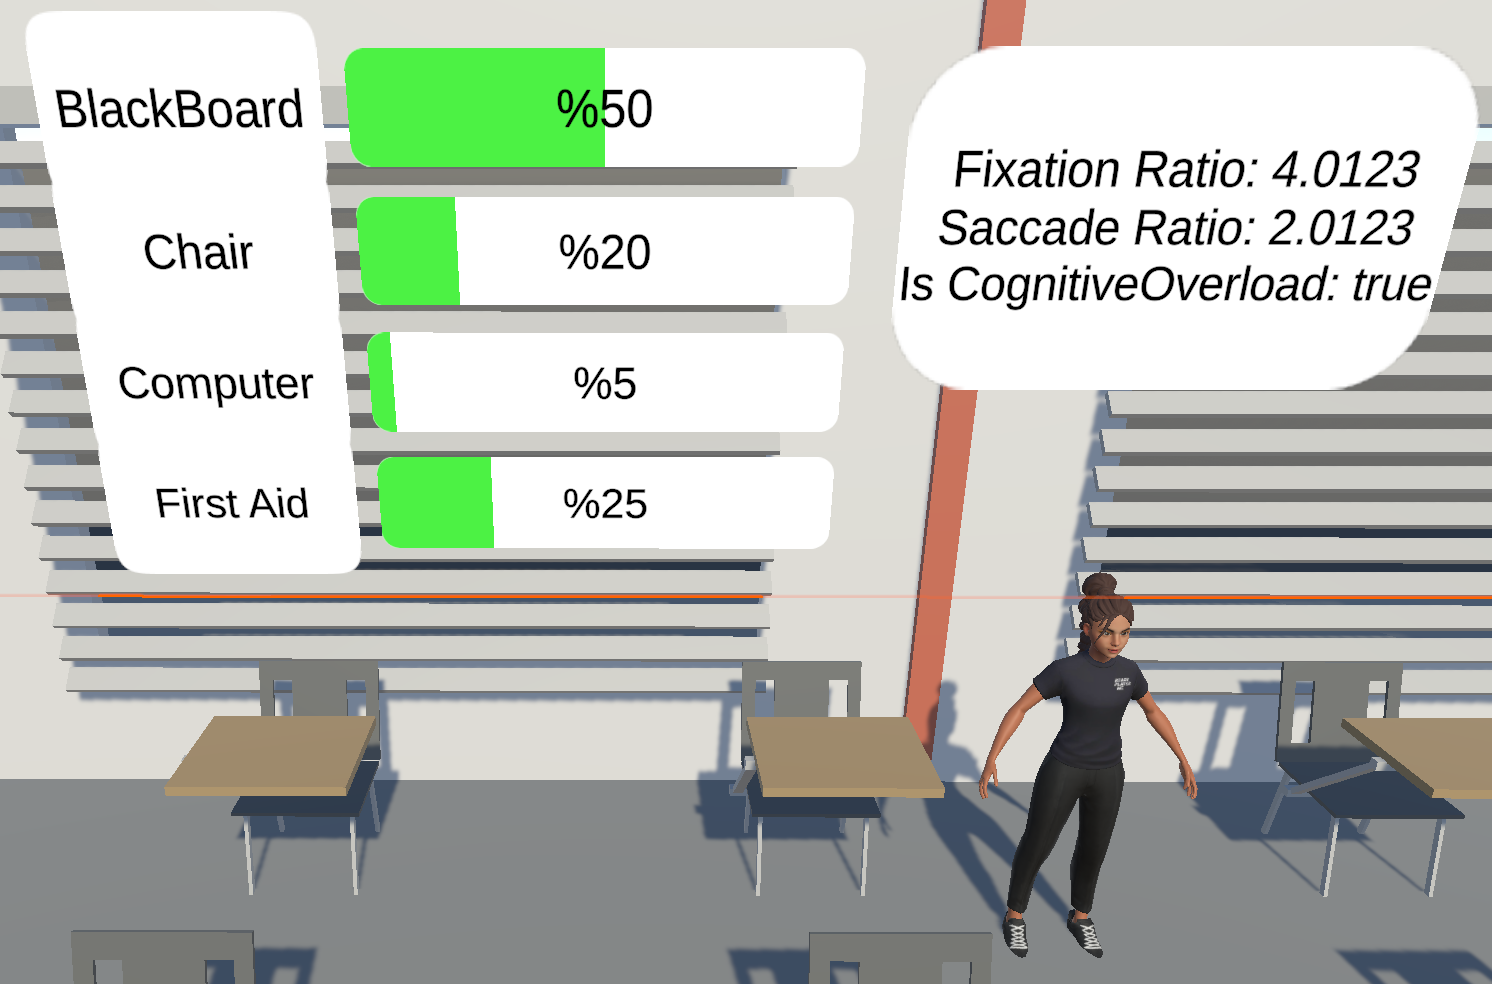 BlackBoard
%50
Chair
%20
Computer
%5
First Aid
%25
Fixation Ratio: 4.0123
Saccade Ratio: 2.0123
Is CognitiveOverload: true